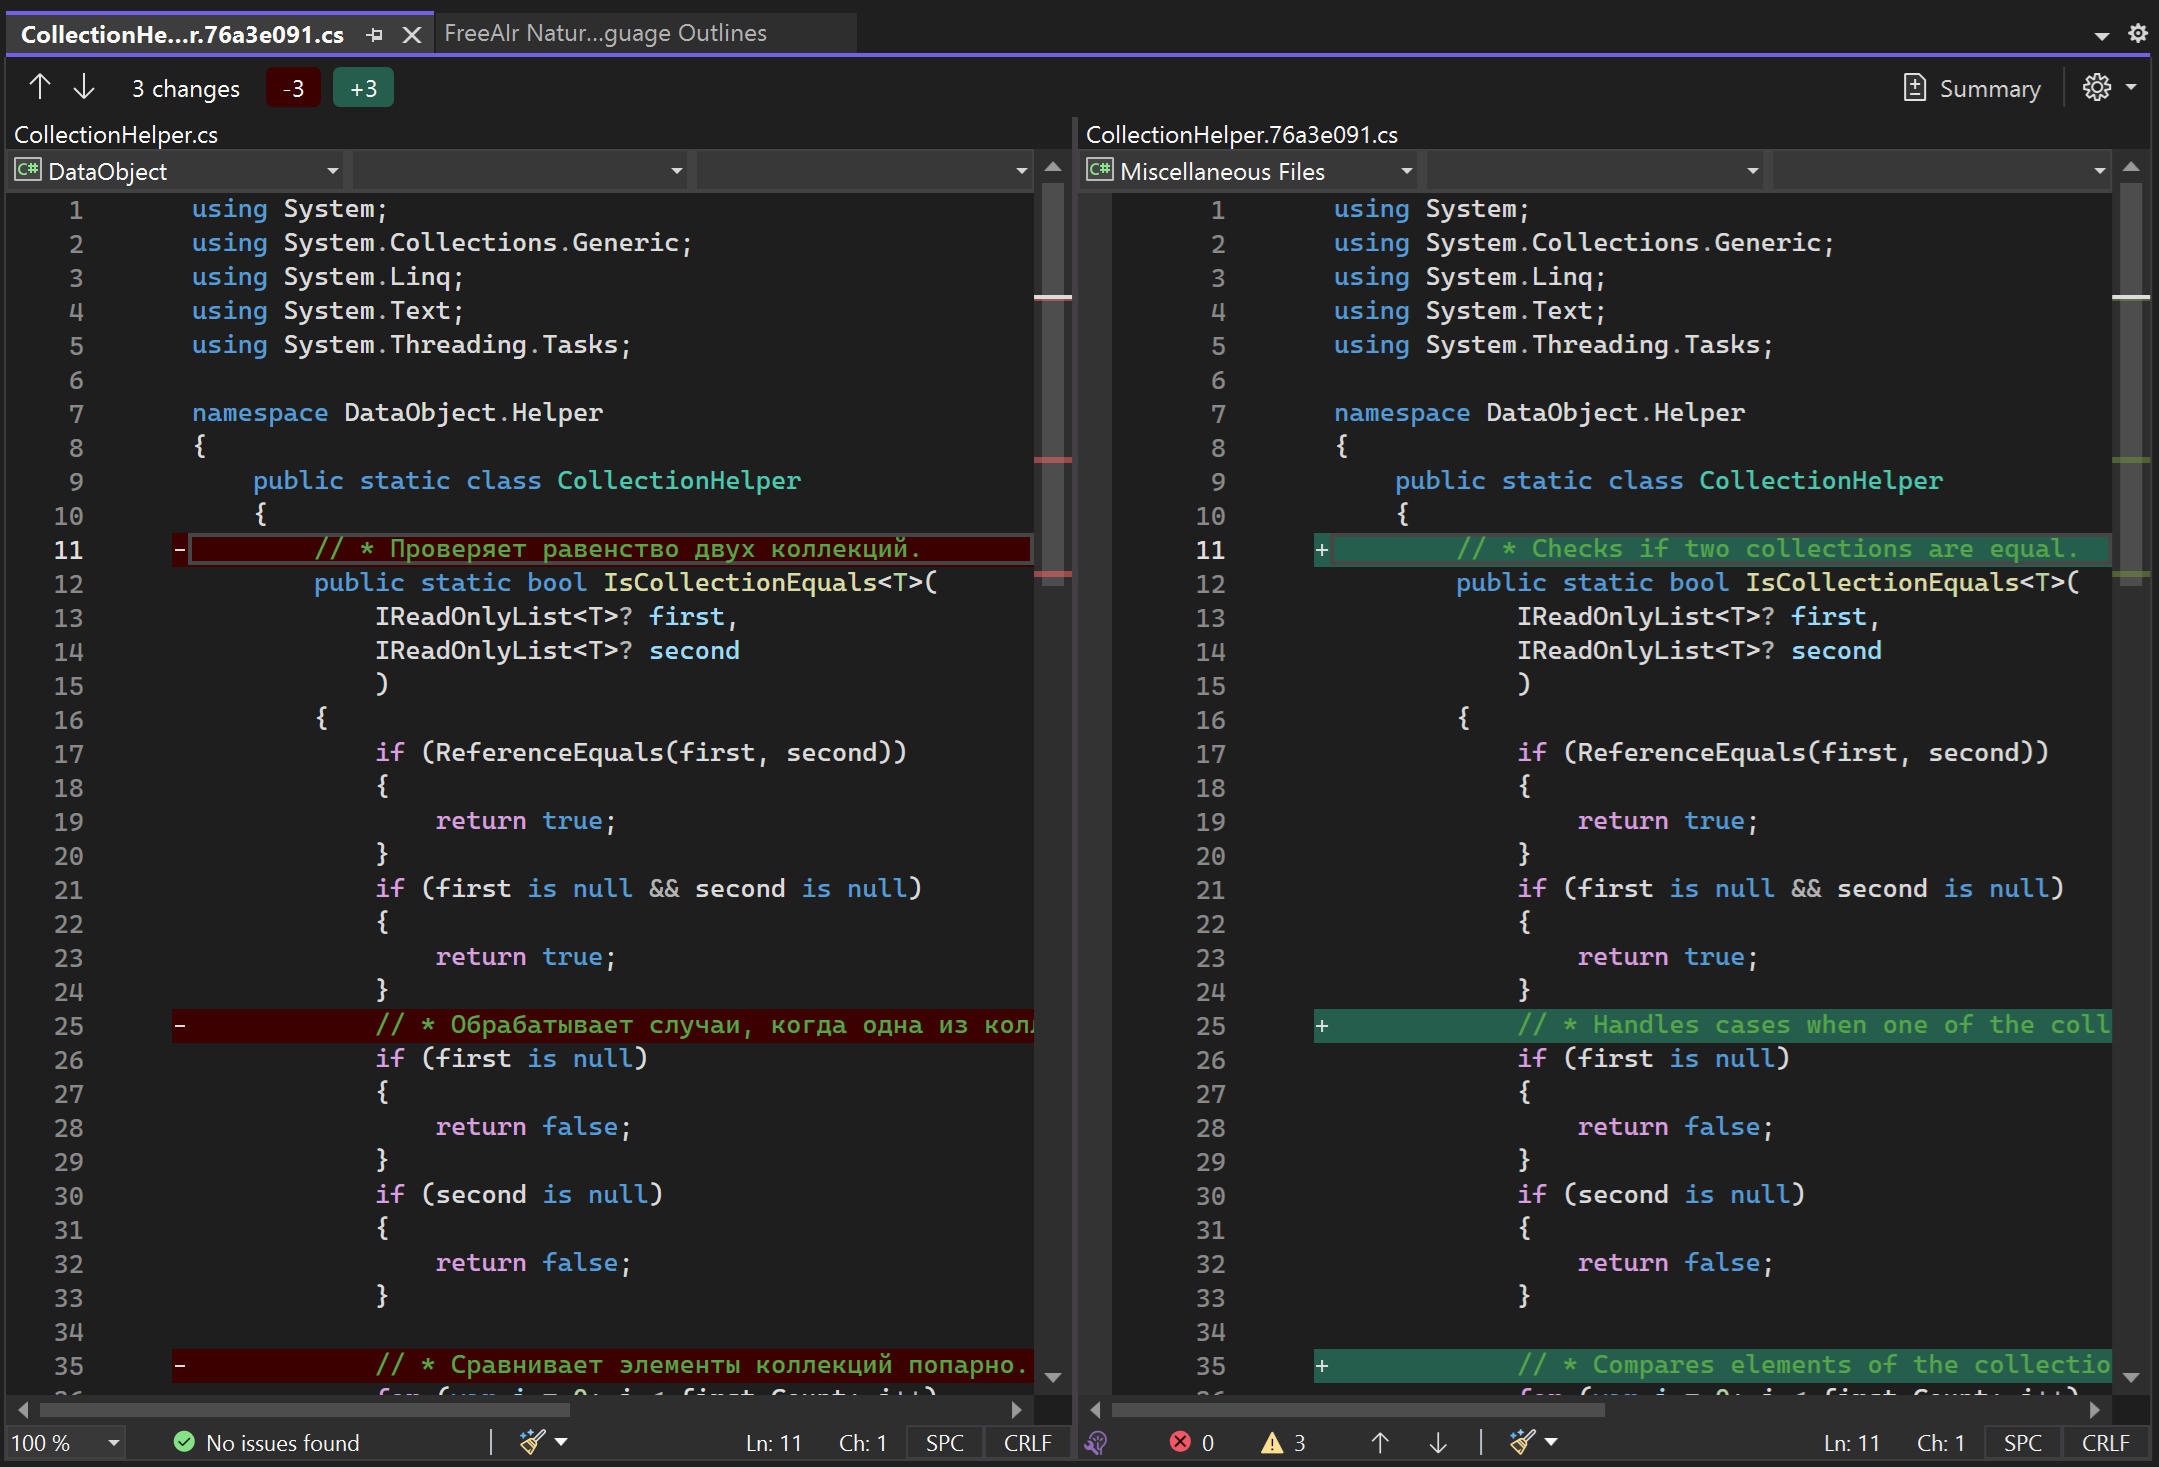 CollectionHe...r.76a3e091.cs
FreeAIr Natur...guage Outlines
3 changes
-3
+3
Summary
CollectionHelper.cs
C# DataObject
1 using System;
2 using System.Collections.Generic;
3 using System.Linq;
4 using System.Text;
5 using System.Threading.Tasks;
6
7 namespace DataObject.Helper
8 {
9 public static class CollectionHelper
10 {
11 - // * Проверяет равенство двух коллекций.
12 public static bool IsCollectionEquals<T>(
13 IReadOnlyList<T>? first,
14 IReadOnlyList<T>? second
15 )
16 {
17 if (ReferenceEquals(first, second))
18 {
19 return true;
20 }
21 if (first is null && second is null)
22 {
23 return true;
24 }
25 - // * Обрабатывает случаи, когда одна из кол
26 if (first is null)
27 {
28 return false;
29 }
30 if (second is null)
31 {
32 return false;
33 }
34
35 - // * Сравнивает элементы коллекций попарно.
100 %
No issues found
Ln: 11
Ch: 1
SPC
CRLF
CollectionHelper.76a3e091.cs
C# Miscellaneous Files
1 using System;
2 using System.Collections.Generic;
3 using System.Linq;
4 using System.Text;
5 using System.Threading.Tasks;
6
7 namespace DataObject.Helper
8 {
9 public static class CollectionHelper
10 {
11 + // * Checks if two collections are equal.
12 public static bool IsCollectionEquals<T>(
13 IReadOnlyList<T>? first,
14 IReadOnlyList<T>? second
15 )
16 {
17 if (ReferenceEquals(first, second))
18 {
19 return true;
20 }
21 if (first is null && second is null)
22 {
23 return true;
24 }
25 + // * Handles cases when one of the coll
26 if (first is null)
27 {
28 return false;
29 }
30 if (second is null)
31 {
32 return false;
33 }
34
35 + // * Compares elements of the collectio
0
3
Ln: 11
Ch: 1
SPC
CRLF